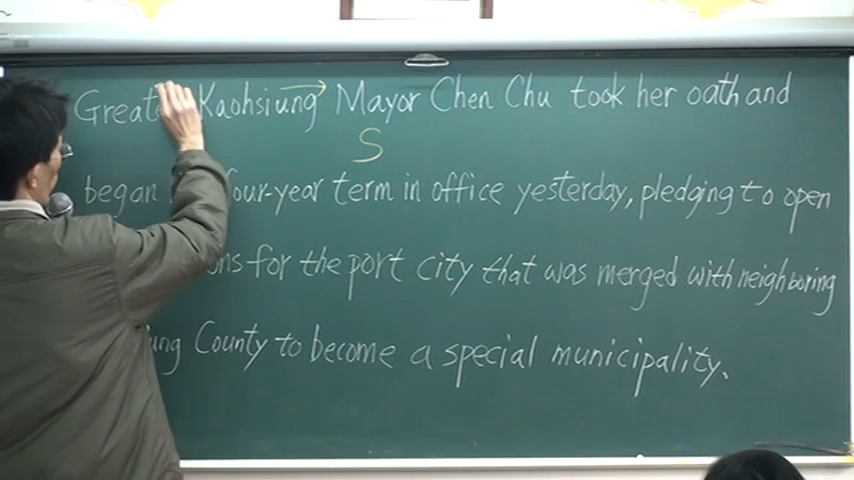 Greate Kaohsiung Mayor Chen Chu took her oath and
S
began four-year term in office yesterday, pledging to open
ons for the port city that was merged with neighboring
ung County to become a special municipality.